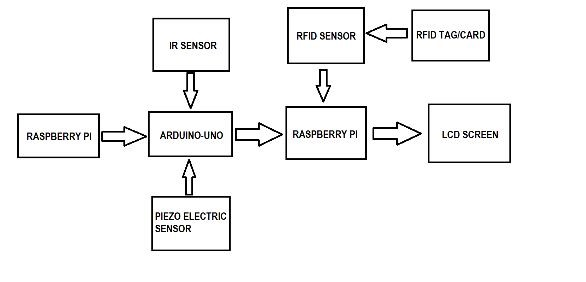 IR SENSOR
RFID SENSOR
RFID TAG/CARD
RASPBERRY PI
ARDUINO-UNO
RASPBERRY PI
LCD SCREEN
PIEZO ELECTRIC
SENSOR